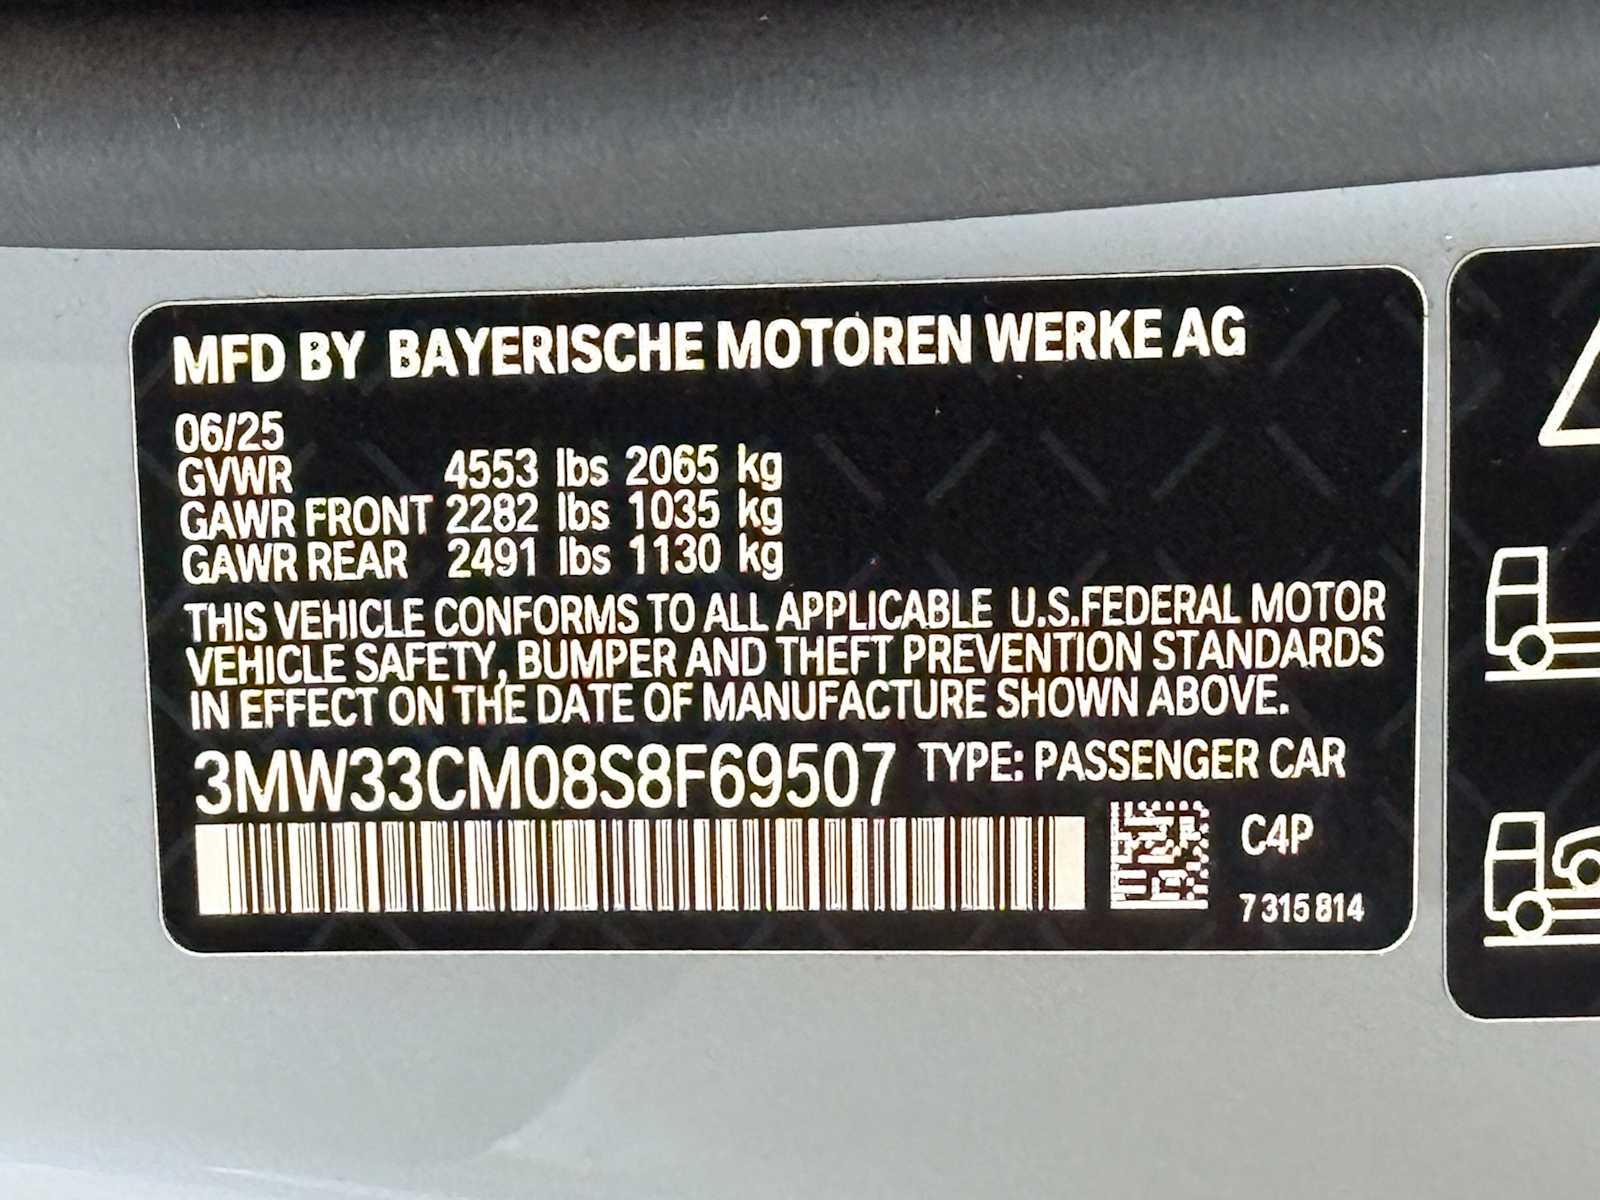 MFD BY BAYERISCHE MOTOREN WERKE AG
06/25
GVWR 4553 lbs 2065 kg
GAWR FRONT 2282 lbs 1035 kg
GAWR REAR 2491 lbs 1130 kg
THIS VEHICLE CONFORMS TO ALL APPLICABLE U.S.FEDERAL MOTOR
VEHICLE SAFETY, BUMPER AND THEFT PREVENTION STANDARDS
IN EFFECT ON THE DATE OF MANUFACTURE SHOWN ABOVE.
3MW33CM08S8F69507 TYPE: PASSENGER CAR
C4P
7 315 814